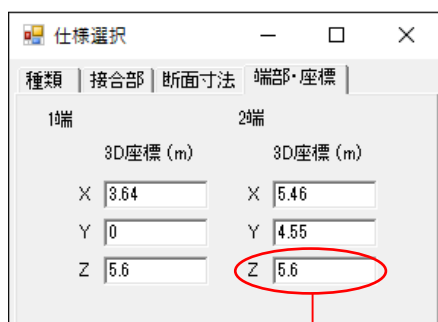 仕様選択
種類 接合部 断面寸法 端部・座標
1端 2端
3D座標(m) 3D座標(m)
X 3.64 X 5.46
Y 0 Y 4.55
Z 5.6 Z 5.6